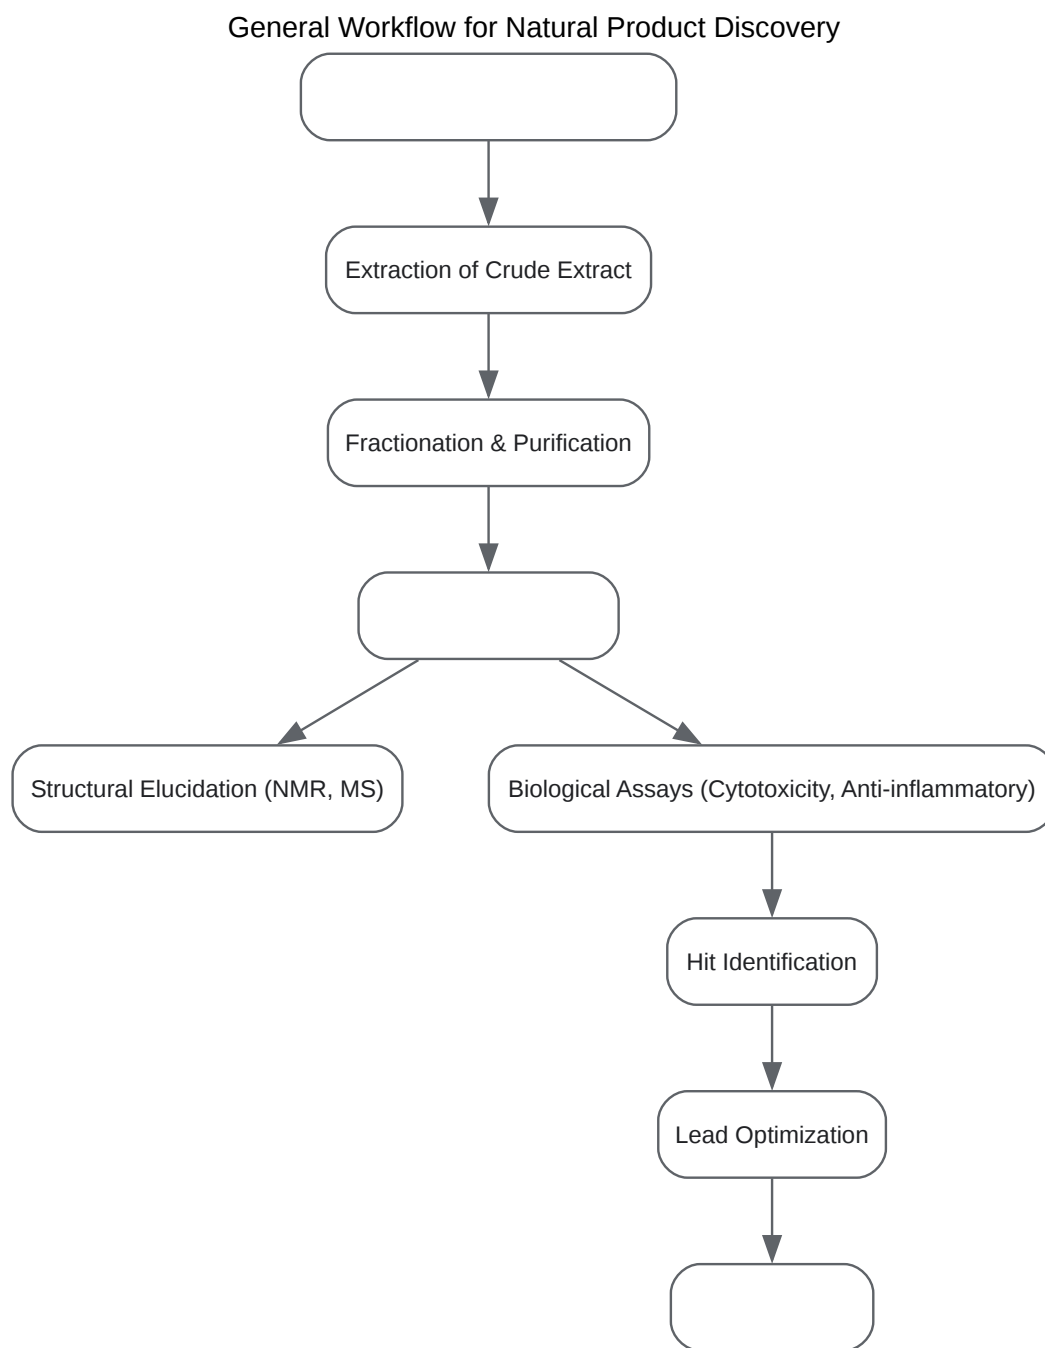 General Workflow for Natural Product Discovery
Extraction of Crude Extract
Fractionation & Purification
Structural Elucidation (NMR, MS)
Biological Assays (Cytotoxicity, Anti-inflammatory)
Hit Identification
Lead Optimization